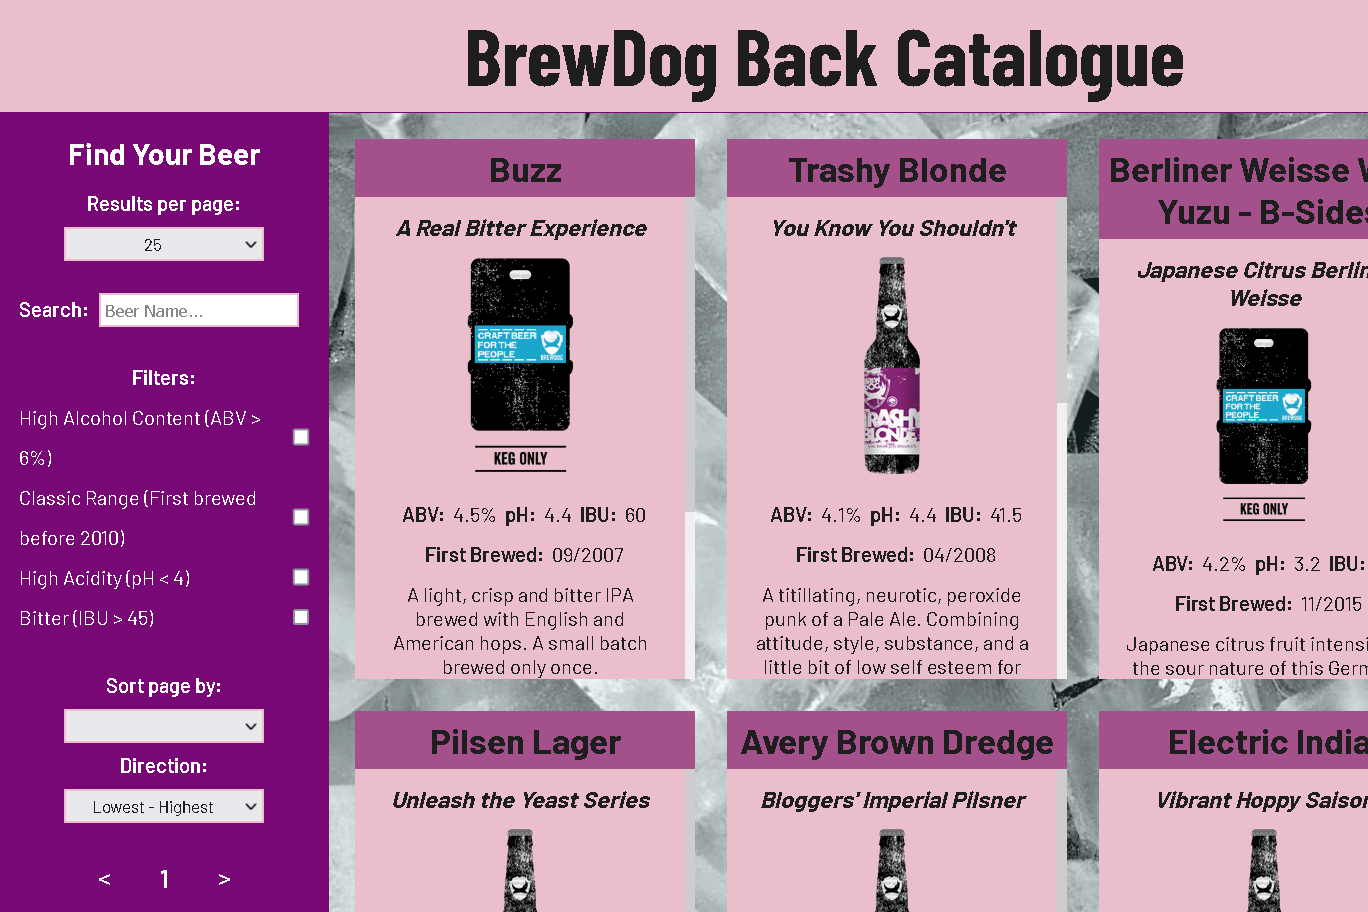 BrewDog Back Catalogue
Find Your Beer
Results per page:
25
Search:
Beer Name...
Filters:
High Alcohol Content (ABV >
6%)
Classic Range (First brewed
before 2010)
High Acidity (pH < 4)
Bitter (IBU > 45)
Sort page by:
Direction:
Lowest - Highest
< 1 >
Buzz
A Real Bitter Experience
CRAFT BEER
FOR THE
PEOPLE
BREWDOG
KEG ONLY
ABV: 4.5% pH: 4.4 IBU: 60
First Brewed: 09/2007
A light, crisp and bitter IPA
brewed with English and
American hops. A small batch
brewed only once.
Trashy Blonde
You Know You Shouldn't
TRASHY
BLONDE
ABV: 4.1% pH: 4.4 IBU: 41.5
First Brewed: 04/2008
A titillating, neurotic, peroxide
punk of a Pale Ale. Combining
attitude, style, substance, and a
little bit of low self esteem for
Berliner Weisse W
Yuzu - B-Sides
Japanese Citrus Berlin
Weisse
CRAFT BEER
FOR THE
PEOPLE
BREWDOG
KEG ONLY
ABV: 4.2% pH: 3.2 IBU:
First Brewed: 11/2015
Japanese citrus fruit intensi
the sour nature of this Germ
Pilsen Lager
Unleash the Yeast Series
Avery Brown Dredge
Bloggers' Imperial Pilsner
Electric India
Vibrant Hoppy Saison